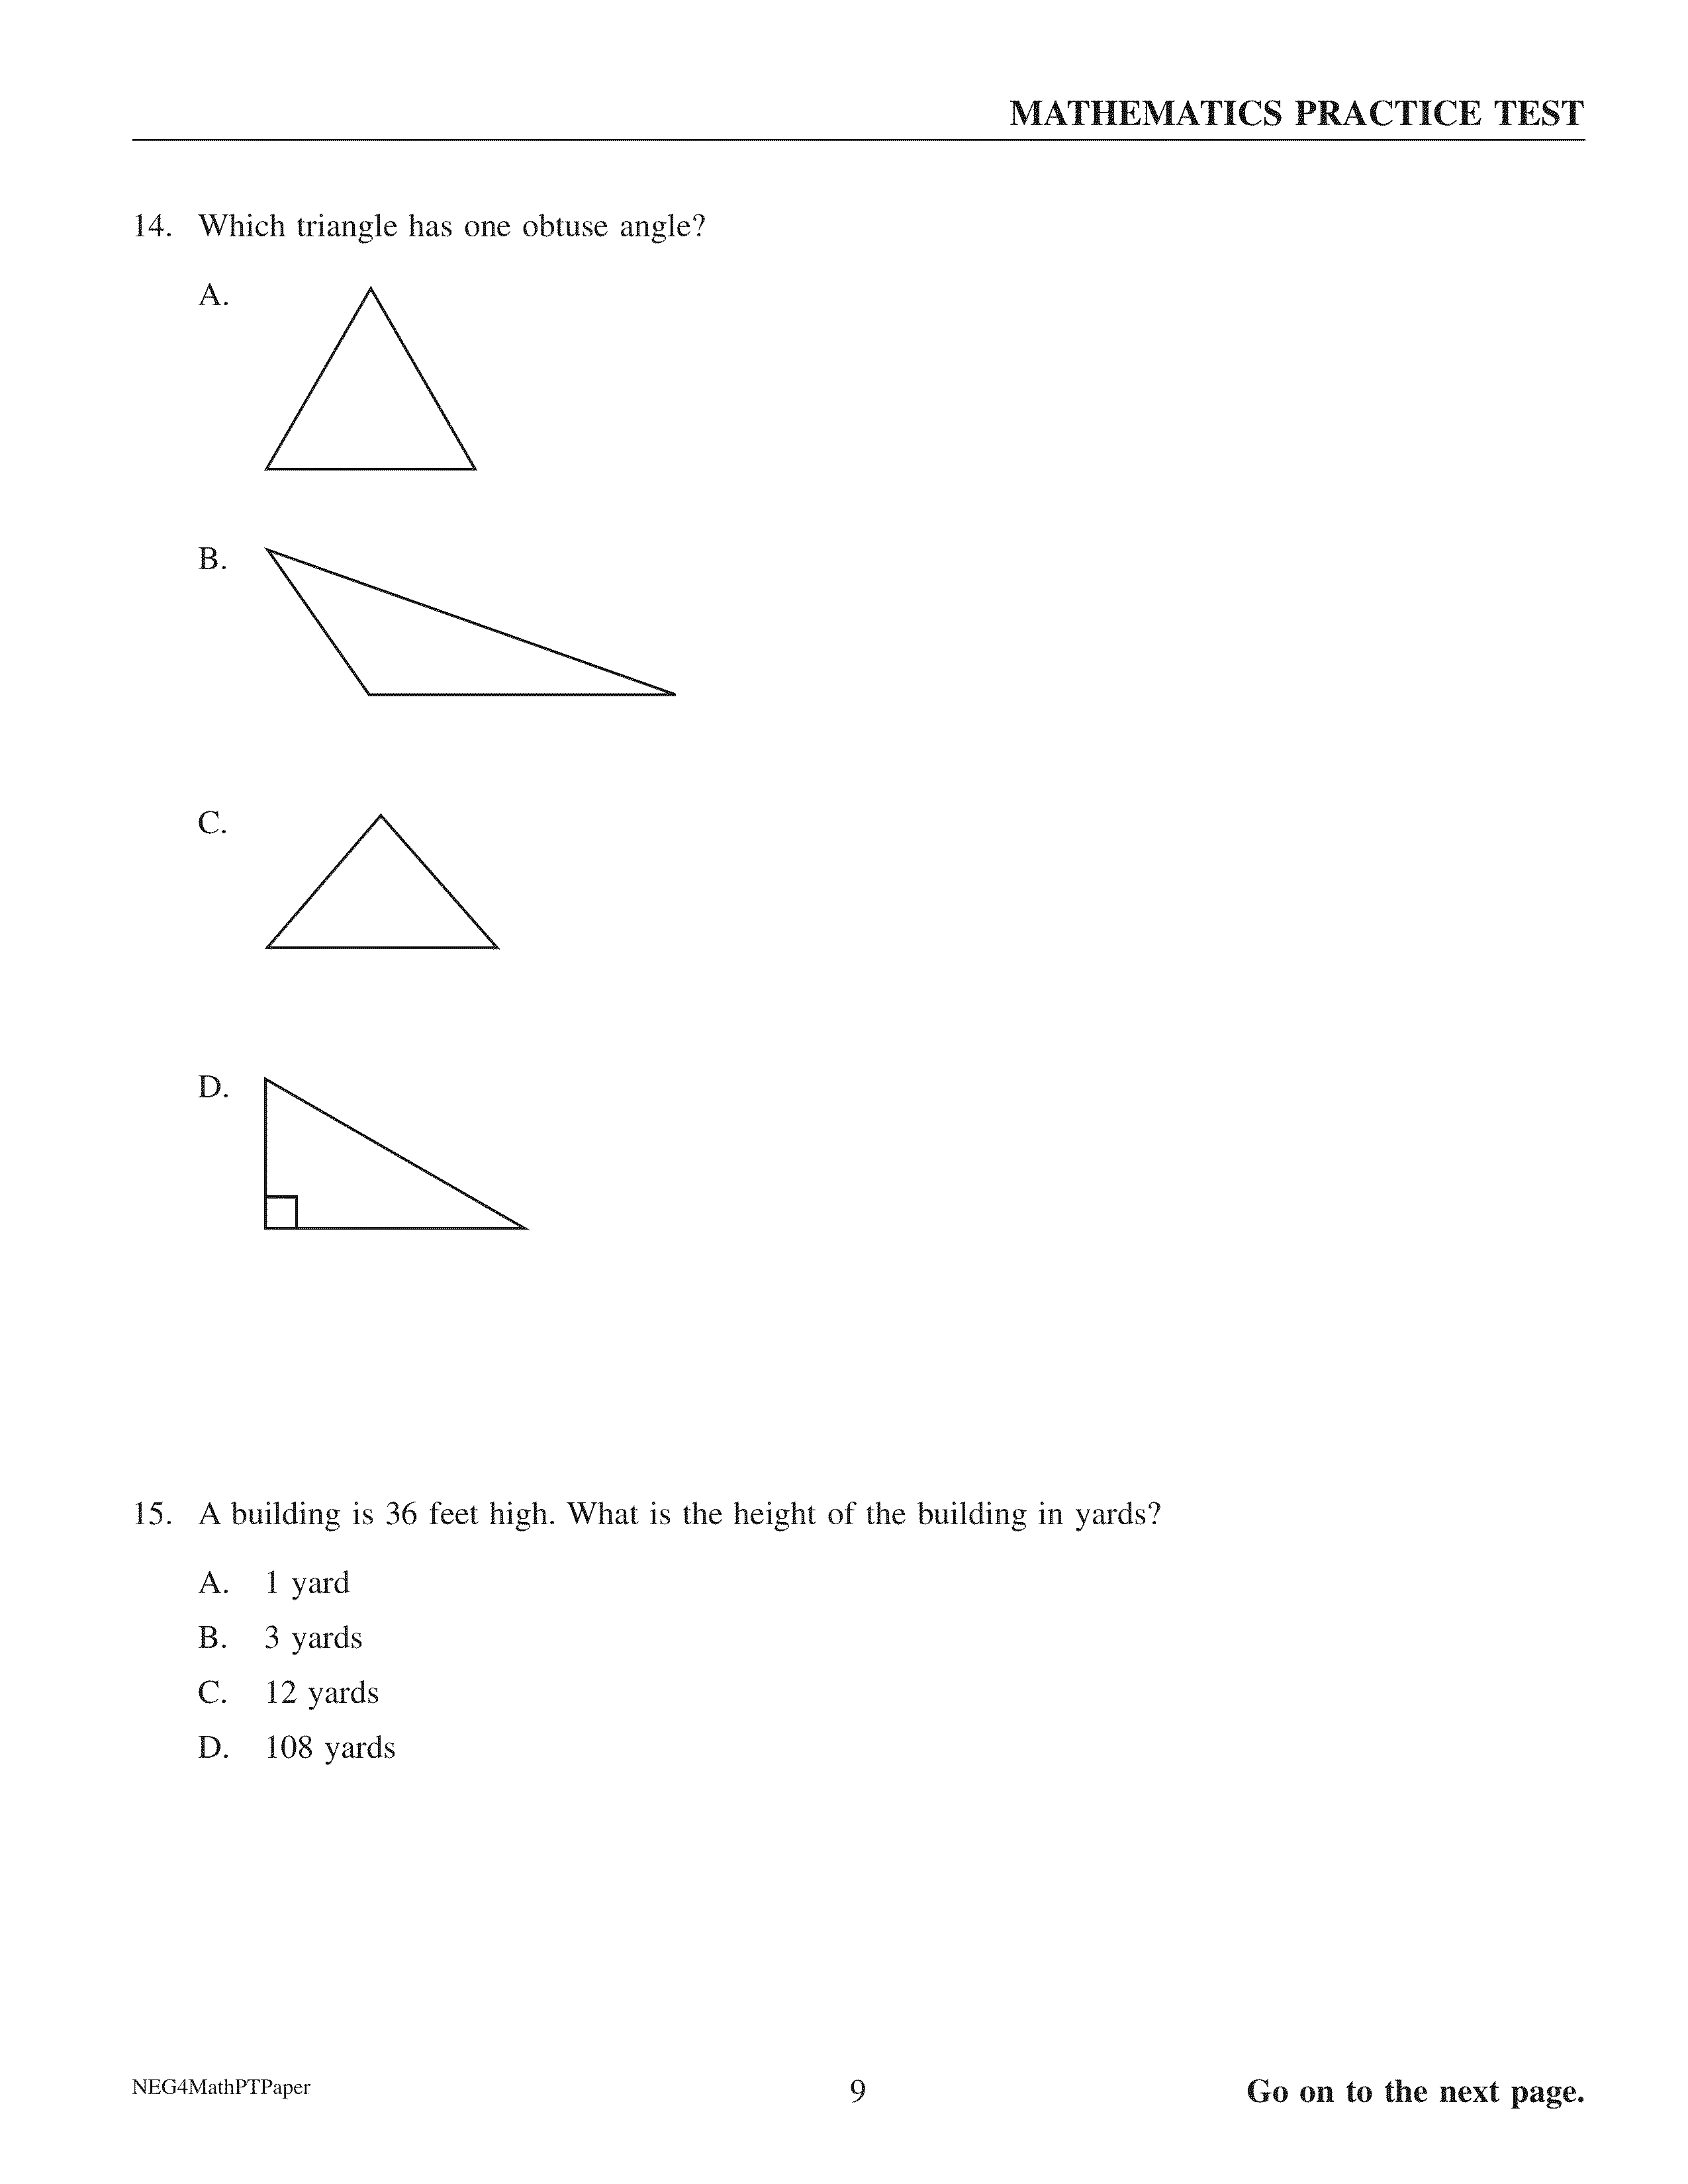 MATHEMATICS PRACTICE TEST
14. Which triangle has one obtuse angle?
A.
B.
C.
D.
15. A building is 36 feet high. What is the height of the building in yards?
A. 1 yard
B. 3 yards
C. 12 yards
D. 108 yards
NEG4MathPTPaper 9 Go on to the next page.